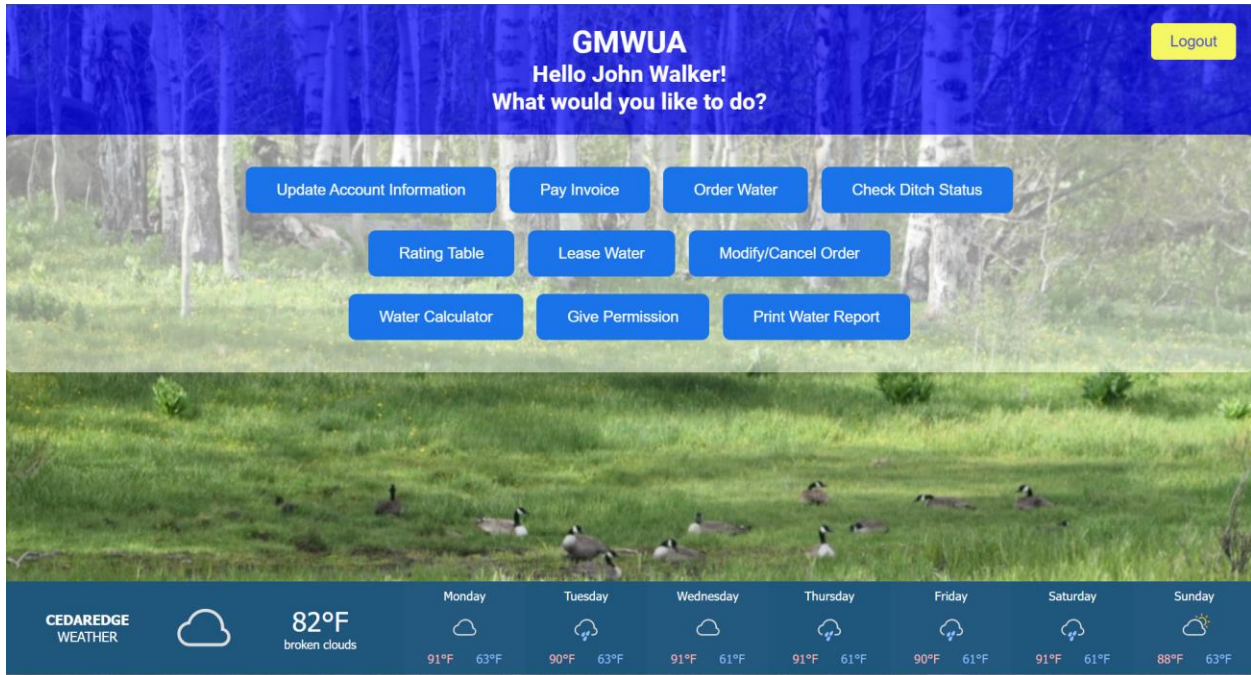 GMWUA
Logout
Hello John Walker!
What would you like to do?
Update Account Information
Pay Invoice
Order Water
Check Ditch Status
Rating Table
Lease Water
Modify/Cancel Order
Water Calculator
Give Permission
Print Water Report
CEDAREDGE
WEATHER
82°F
broken clouds
Monday
91°F 63°F
Tuesday
90°F 63°F
Wednesday
91°F 61°F
Thursday
91°F 61°F
Friday
90°F 61°F
Saturday
91°F 61°F
Sunday
88°F 63°F